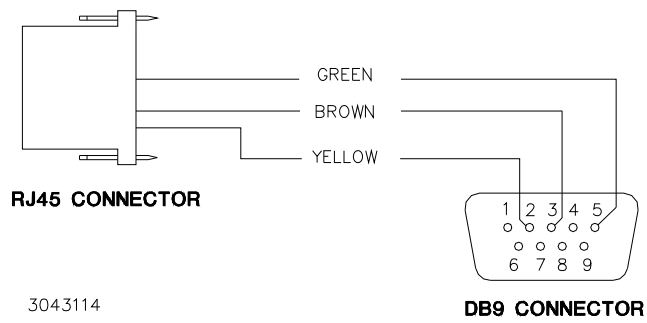 GREEN
BROWN
YELLOW
RJ45 CONNECTOR
1 2 3 4 5
6 7 8 9
3043114
DB9 CONNECTOR